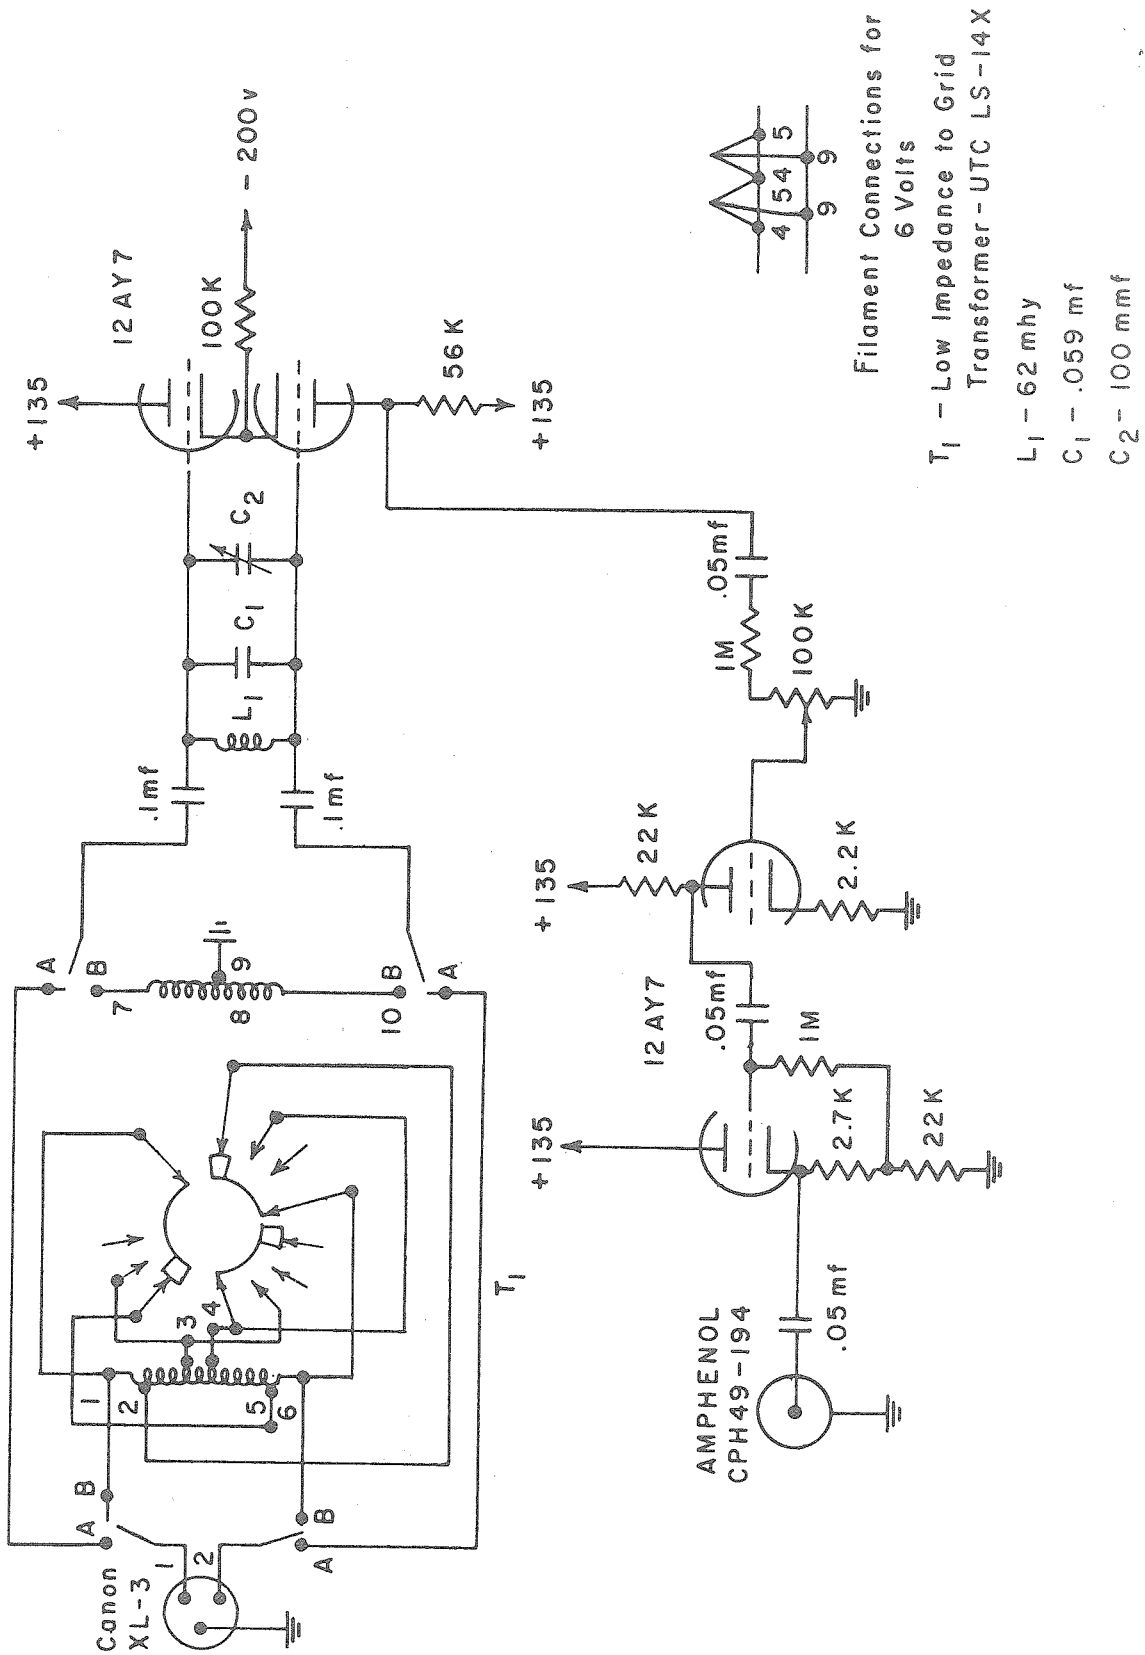 Canon
XL-3
1
2
A
B
A
B
1
2
3
4
5
6
T1
A
B
7
8
9
10
B
A
.1mf
.1mf
L1
C1
C2
12AY7
+135
100K
-200v
56K
+135
AMPHENOL
CPH49-194
.05mf
+135
2.7K
22K
1M
12AY7
.05mf
+135
22K
2.2K
1M
100K
.05mf
4 54 5
9 9
Filament Connections for
6 Volts
T1 - Low Impedance to Grid
Transformer - UTC LS-14X
L1 - 62 mhy
C1 - .059 mf
C2 - 100 mmf